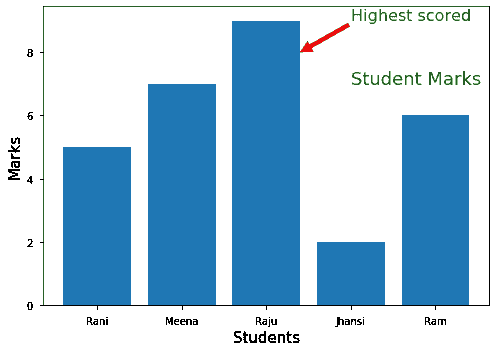 Highest scored
Student Marks
Marks
8
6
4
2
0
Rani Meena Raju Jhansi Ram
Students